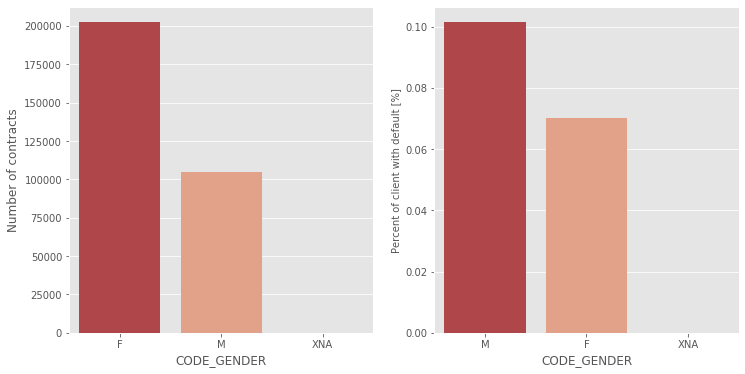 Number of contracts
200000
175000
150000
125000
100000
75000
50000
25000
0
F M XNA
CODE_GENDER
Percent of client with default [%]
0.10
0.08
0.06
0.04
0.02
0.00
M F XNA
CODE_GENDER